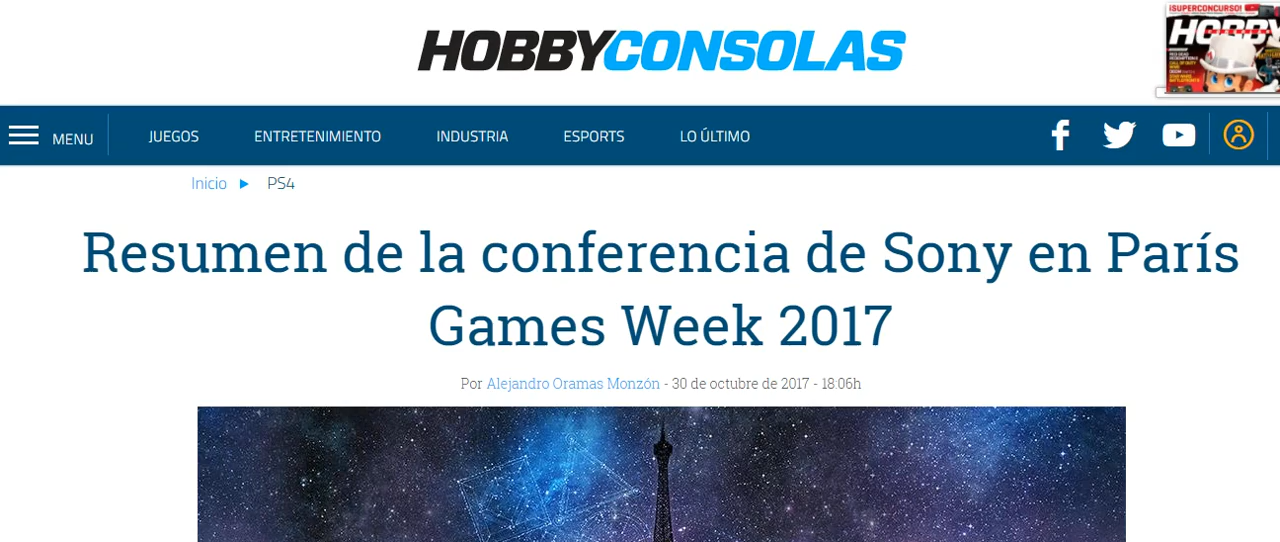 HOBBYCONSOLAS
¡SUPERCONCURSO!
HOBBY
MENU
JUEGOS
ENTRETENIMIENTO
INDUSTRIA
ESPORTS
LO ÚLTIMO
Inicio
PS4
Resumen de la conferencia de Sony en París
Games Week 2017
Por Alejandro Oramas Monzón - 30 de octubre de 2017 - 18:06h